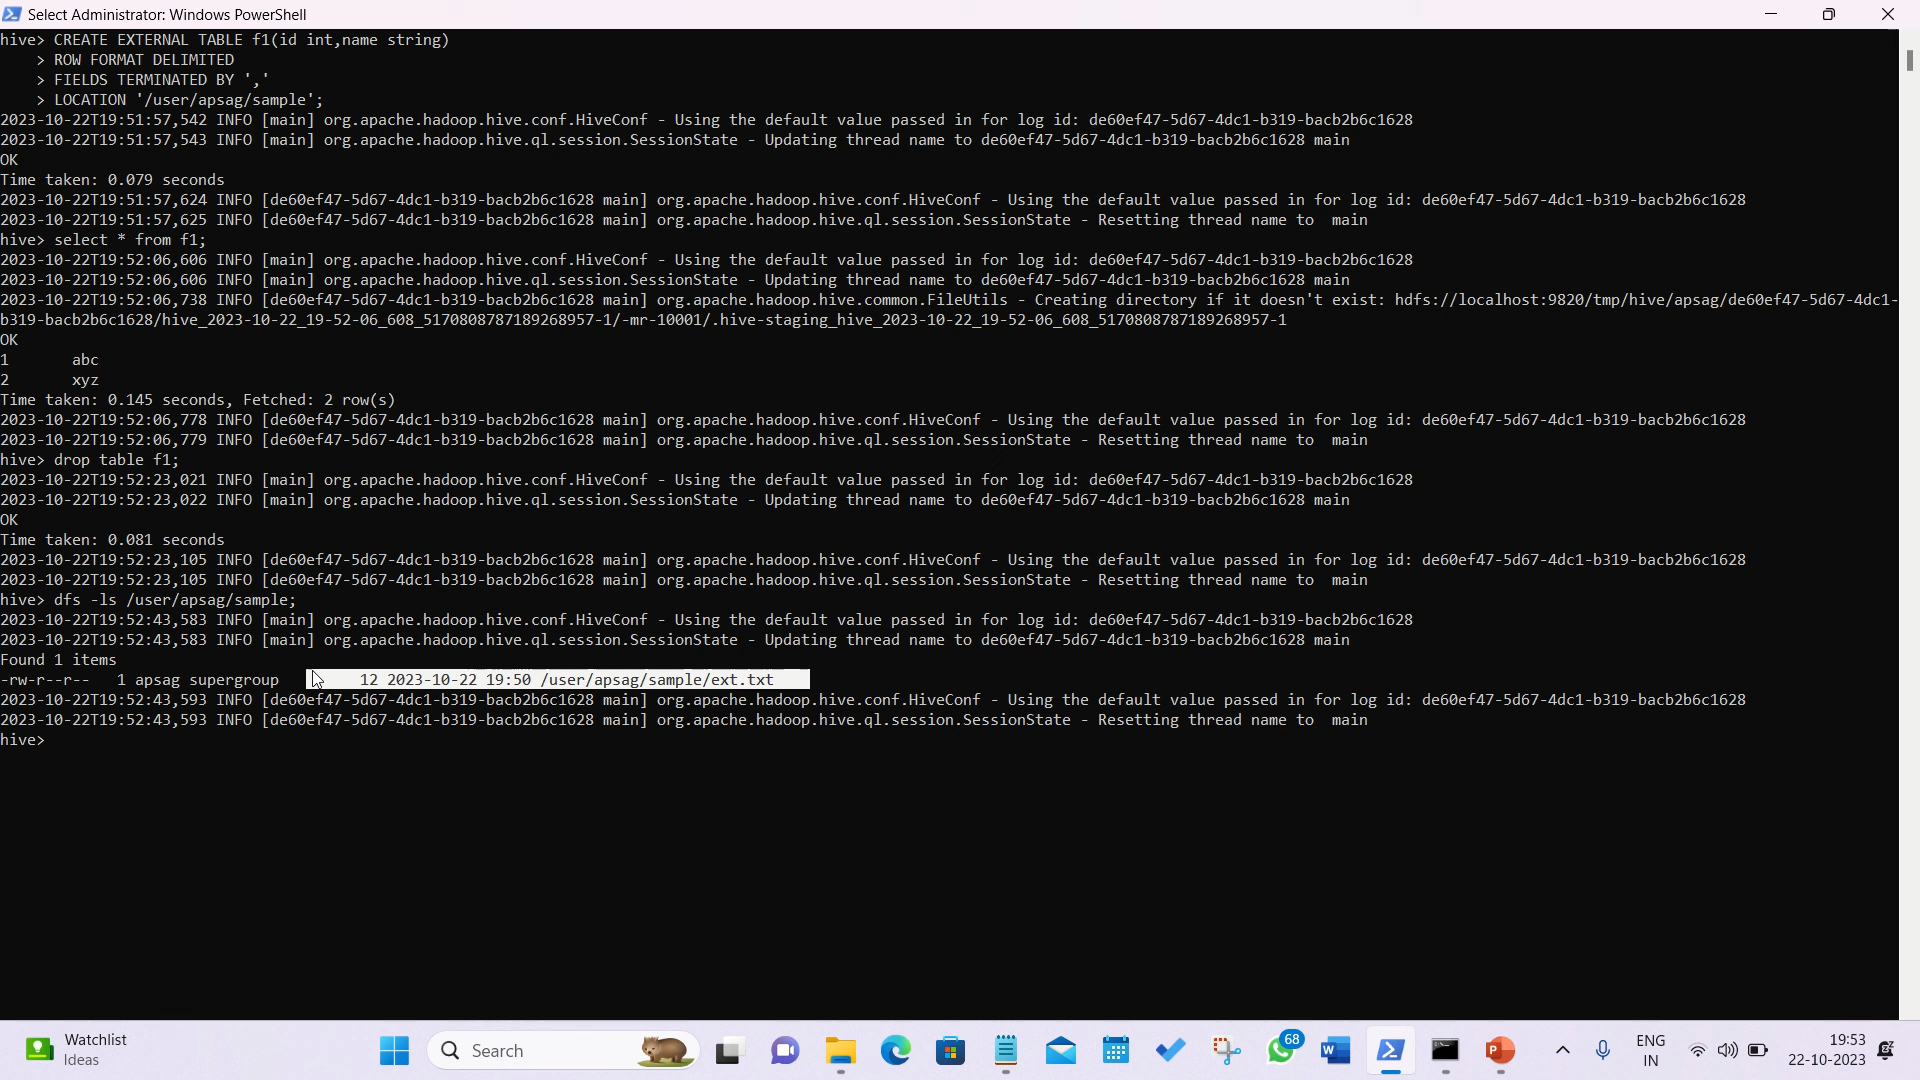 Select Administrator: Windows PowerShell
hive> CREATE EXTERNAL TABLE f1(id int,name string)
    > ROW FORMAT DELIMITED
    > FIELDS TERMINATED BY ','
    > LOCATION '/user/apsag/sample';
2023-10-22T19:51:57,542 INFO [main] org.apache.hadoop.hive.conf.HiveConf - Using the default value passed in for log id: de60ef47-5d67-4dc1-b319-bacb2b6c1628
2023-10-22T19:51:57,543 INFO [main] org.apache.hadoop.hive.ql.session.SessionState - Updating thread name to de60ef47-5d67-4dc1-b319-bacb2b6c1628 main
OK
Time taken: 0.079 seconds
2023-10-22T19:51:57,624 INFO [de60ef47-5d67-4dc1-b319-bacb2b6c1628 main] org.apache.hadoop.hive.conf.HiveConf - Using the default value passed in for log id: de60ef47-5d67-4dc1-b319-bacb2b6c1628
2023-10-22T19:51:57,625 INFO [de60ef47-5d67-4dc1-b319-bacb2b6c1628 main] org.apache.hadoop.hive.ql.session.SessionState - Resetting thread name to  main
hive> select * from f1;
2023-10-22T19:52:06,606 INFO [main] org.apache.hadoop.hive.conf.HiveConf - Using the default value passed in for log id: de60ef47-5d67-4dc1-b319-bacb2b6c1628
2023-10-22T19:52:06,606 INFO [main] org.apache.hadoop.hive.ql.session.SessionState - Updating thread name to de60ef47-5d67-4dc1-b319-bacb2b6c1628 main
2023-10-22T19:52:06,738 INFO [de60ef47-5d67-4dc1-b319-bacb2b6c1628 main] org.apache.hadoop.hive.common.FileUtils - Creating directory if it doesn't exist: hdfs://localhost:9820/tmp/hive/apsag/de60ef47-5d67-4dc1-
b319-bacb2b6c1628/hive_2023-10-22_19-52-06_608_5170808787189268957-1/-mr-10001/.hive-staging_hive_2023-10-22_19-52-06_608_5170808787189268957-1
OK
1       abc
2       xyz
Time taken: 0.145 seconds, Fetched: 2 row(s)
2023-10-22T19:52:06,778 INFO [de60ef47-5d67-4dc1-b319-bacb2b6c1628 main] org.apache.hadoop.hive.conf.HiveConf - Using the default value passed in for log id: de60ef47-5d67-4dc1-b319-bacb2b6c1628
2023-10-22T19:52:06,779 INFO [de60ef47-5d67-4dc1-b319-bacb2b6c1628 main] org.apache.hadoop.hive.ql.session.SessionState - Resetting thread name to  main
hive> drop table f1;
2023-10-22T19:52:23,021 INFO [main] org.apache.hadoop.hive.conf.HiveConf - Using the default value passed in for log id: de60ef47-5d67-4dc1-b319-bacb2b6c1628
2023-10-22T19:52:23,022 INFO [main] org.apache.hadoop.hive.ql.session.SessionState - Updating thread name to de60ef47-5d67-4dc1-b319-bacb2b6c1628 main
OK
Time taken: 0.081 seconds
2023-10-22T19:52:23,105 INFO [de60ef47-5d67-4dc1-b319-bacb2b6c1628 main] org.apache.hadoop.hive.conf.HiveConf - Using the default value passed in for log id: de60ef47-5d67-4dc1-b319-bacb2b6c1628
2023-10-22T19:52:23,105 INFO [de60ef47-5d67-4dc1-b319-bacb2b6c1628 main] org.apache.hadoop.hive.ql.session.SessionState - Resetting thread name to  main
hive> dfs -ls /user/apsag/sample;
2023-10-22T19:52:43,583 INFO [main] org.apache.hadoop.hive.conf.HiveConf - Using the default value passed in for log id: de60ef47-5d67-4dc1-b319-bacb2b6c1628
2023-10-22T19:52:43,583 INFO [main] org.apache.hadoop.hive.ql.session.SessionState - Updating thread name to de60ef47-5d67-4dc1-b319-bacb2b6c1628 main
Found 1 items
-rw-r--r--   1 apsag supergroup         12 2023-10-22 19:50 /user/apsag/sample/ext.txt
2023-10-22T19:52:43,593 INFO [de60ef47-5d67-4dc1-b319-bacb2b6c1628 main] org.apache.hadoop.hive.conf.HiveConf - Using the default value passed in for log id: de60ef47-5d67-4dc1-b319-bacb2b6c1628
2023-10-22T19:52:43,593 INFO [de60ef47-5d67-4dc1-b319-bacb2b6c1628 main] org.apache.hadoop.hive.ql.session.SessionState - Resetting thread name to  main
hive>
Watchlist
Ideas
Search
68
ENG
IN
19:53
22-10-2023